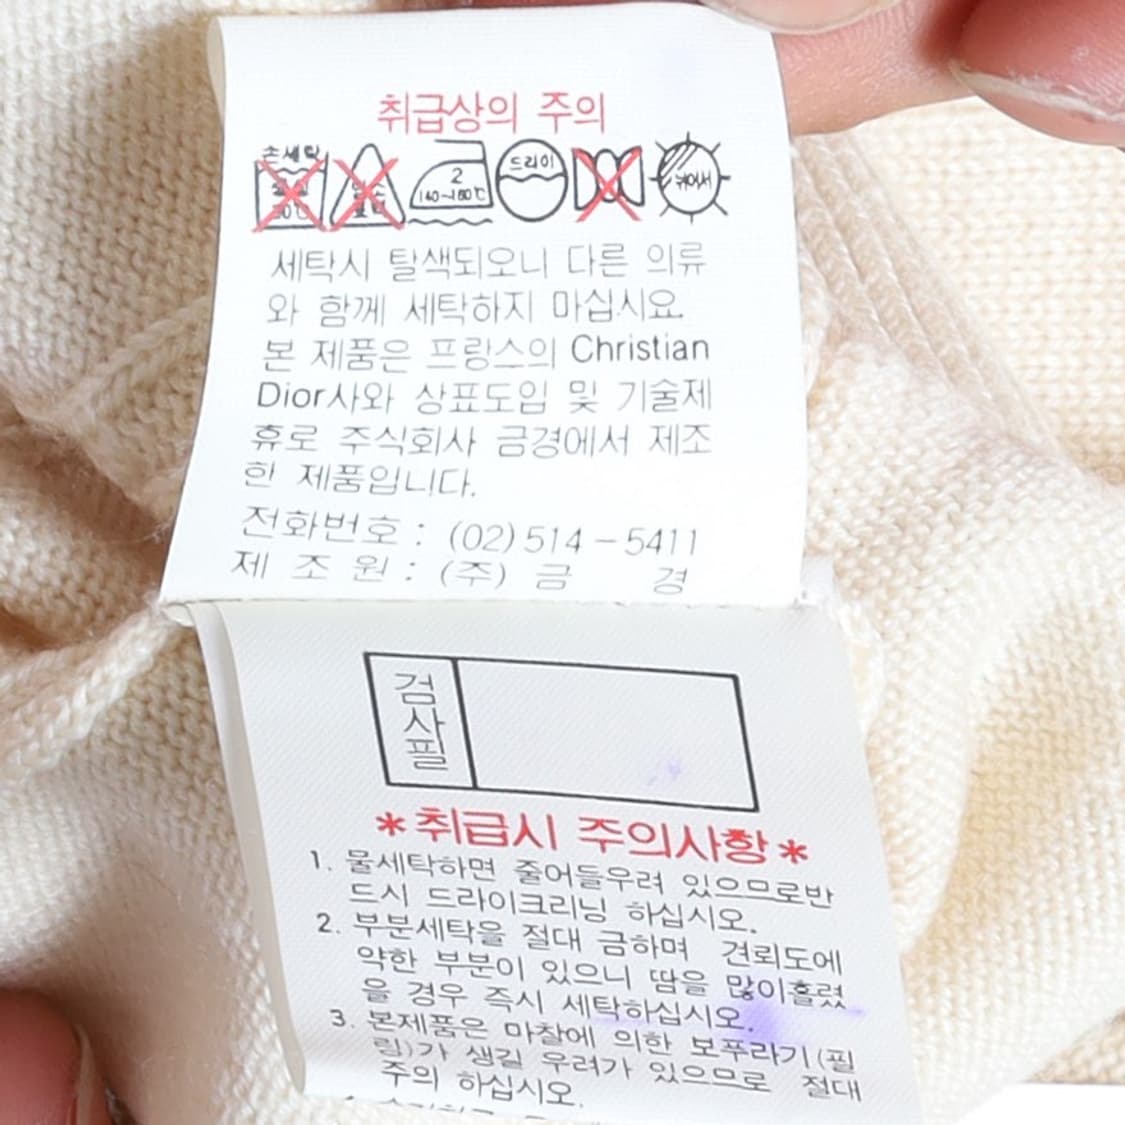 취급상의 주의
손세탁
2
드리이
140~160℃
뉘어서
세탁시 탈색되오니 다른 의류
와 함께 세탁하지 마십시요.
본 제품은 프랑스의 Christian
Dior사와 상표도입 및 기술제
휴로 주식회사 금경에서 제조
한 제품입니다.
전화번호 : (02) 514 - 5411
제 조 원 : (주) 금 경
검사필
*취급시 주의사항*
1. 물세탁하면 줄어들우려 있으므로반
드시 드라이크리닝 하십시오.
2. 부분세탁을 절대 금하며 견뢰도에
약한 부분이 있으니 땀을 많이흘렸
을 경우 즉시 세탁하십시오.
3. 본제품은 마찰에 의한 보푸라기(필
링)가 생길 우려가 있으므로 절대
주의 하십시오.